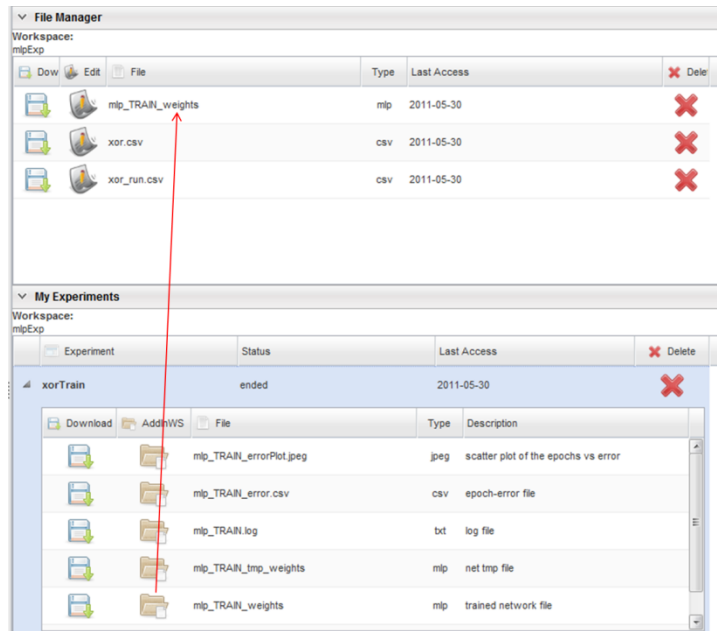 File Manager
Workspace:
mlpExp
Dow Edit File Type Last Access Dele
mlp_TRAIN_weights mlp 2011-05-30
xor.csv csv 2011-05-30
xor_run.csv csv 2011-05-30
My Experiments
Workspace:
mlpExp
Experiment Status Last Access Delete
xorTrain ended 2011-05-30
Download AddInWS File Type Description
mlp_TRAIN_errorPlot.jpeg jpeg scatter plot of the epochs vs error
mlp_TRAIN_error.csv csv epoch-error file
mlp_TRAIN.log txt log file
mlp_TRAIN_tmp_weights mlp net tmp file
mlp_TRAIN_weights mlp trained network file